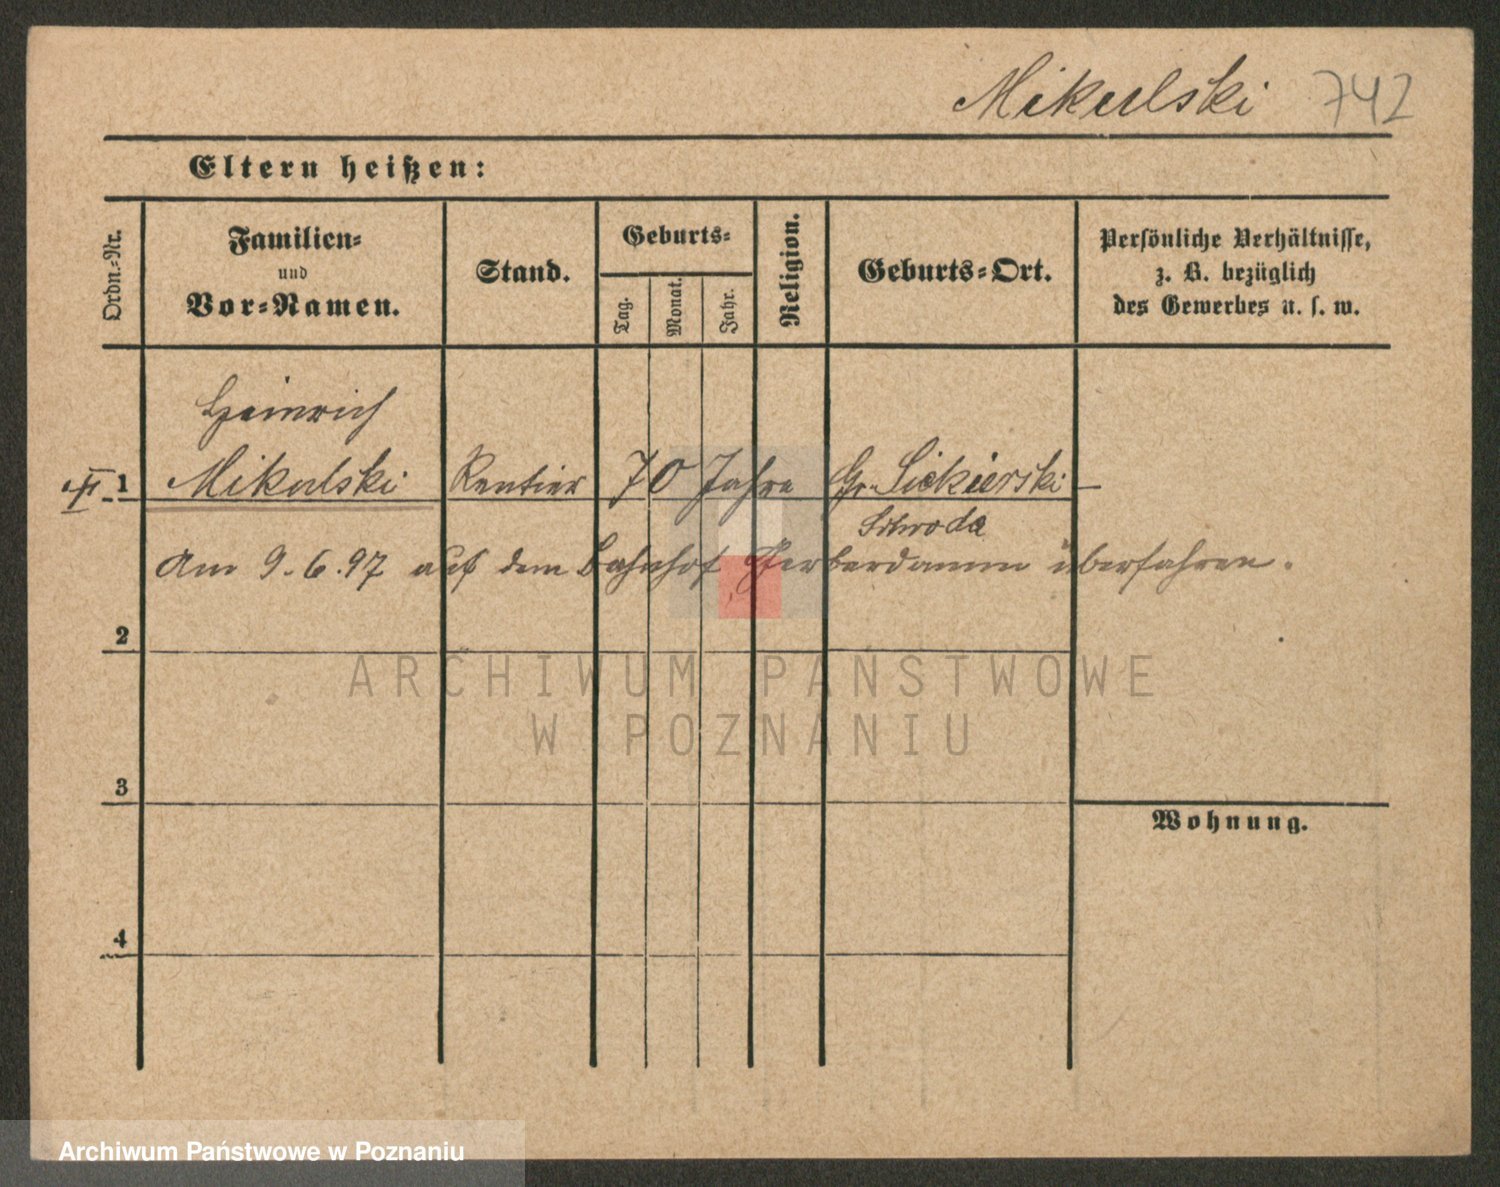 Mikulski 742
Eltern heißen:
Ordn.-Nr.
Familien-
und
Vor-Namen.
Stand.
Geburts-
Tag.
Monat.
Jahr.
Religion.
Geburts-Ort.
Persönliche Verhältnisse,
z. B. bezüglich
des Gewerbes u. s. w.
Heinrich
1 Mikulski Rentier 70 Jahre Gr. Siekierski
Schroda
Am 9.6.97 auf dem Bahnhof überfahren.
2
ARCHIWUM PAŃSTWOWE
W POZNANIU
3
Wohnung.
4
Archiwum Państwowe w Poznaniu